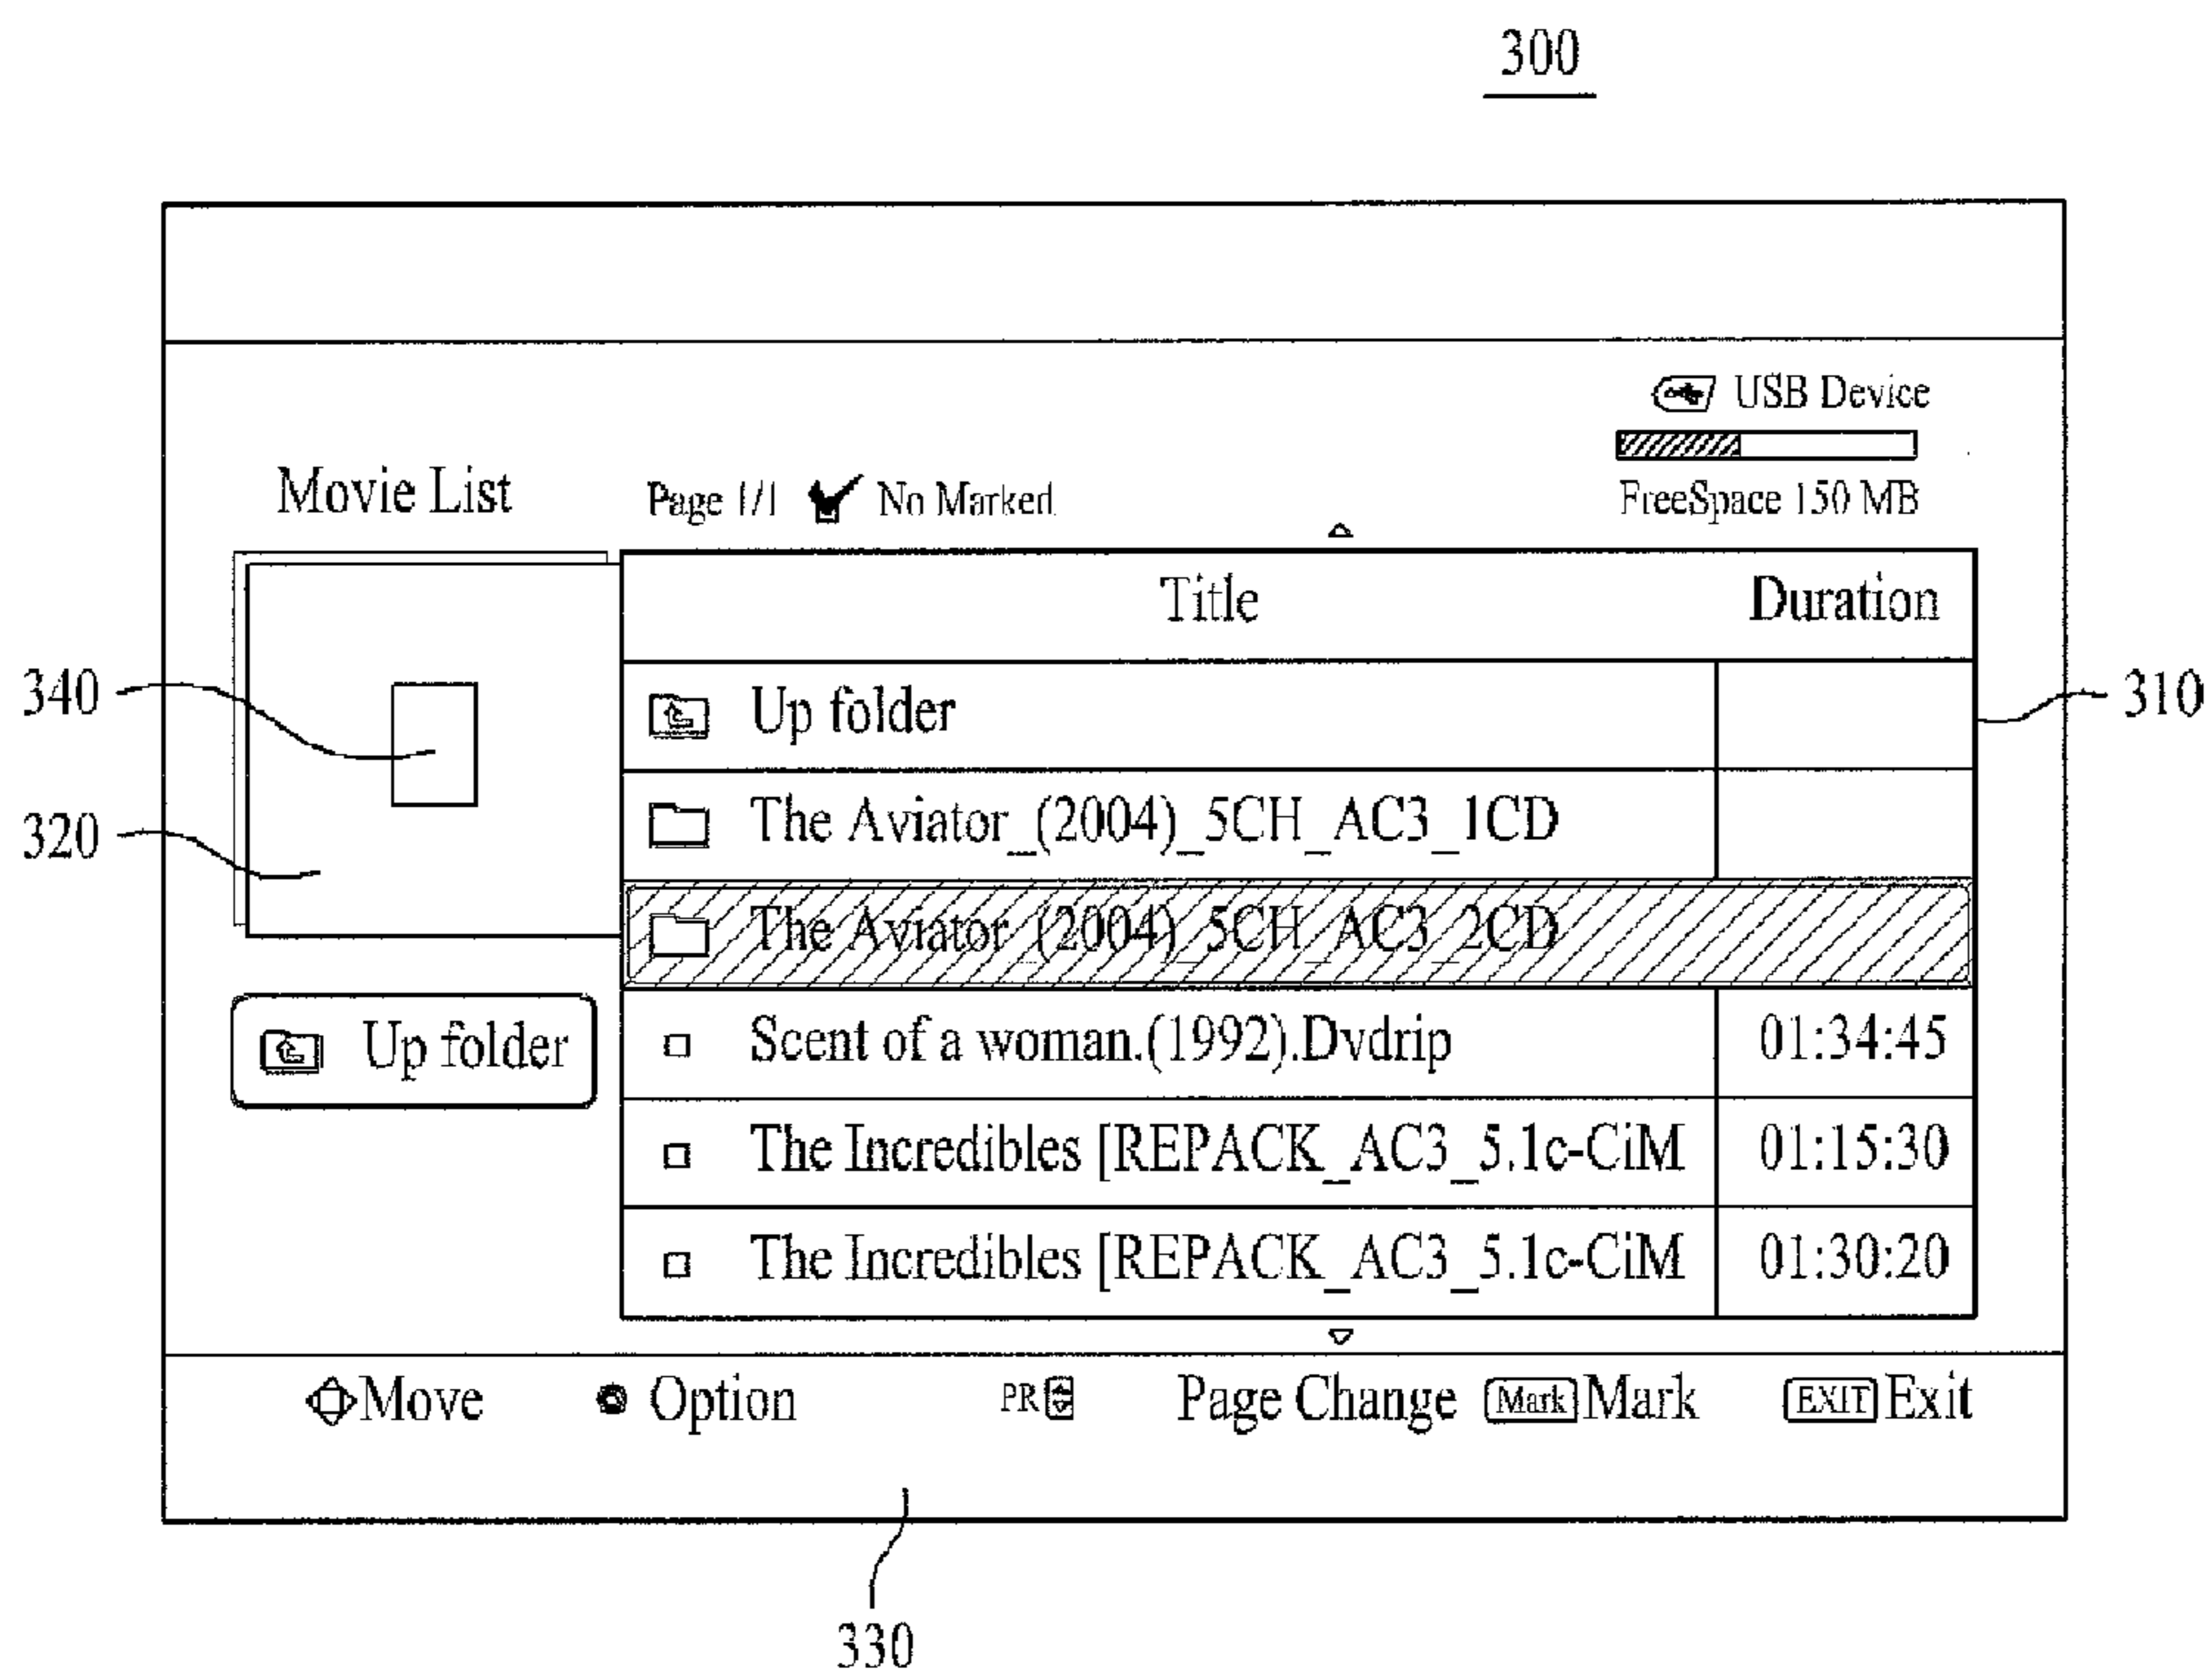 300
USB Device
Movie List
Page 1/1 No Marked
FreeSpace 150 MB
Title Duration
340
Up folder
310
320
The Aviator_(2004)_5CH_AC3_1CD
The Aviator_(2004)_5CH_AC3_2CD
Up folder
Scent of a woman.(1992).Dvdrip 01:34:45
The Incredibles [REPACK_AC3_5.1c-CiM 01:15:30
The Incredibles [REPACK_AC3_5.1c-CiM 01:30:20
Move Option PR Page Change Mark Mark EXIT Exit
330